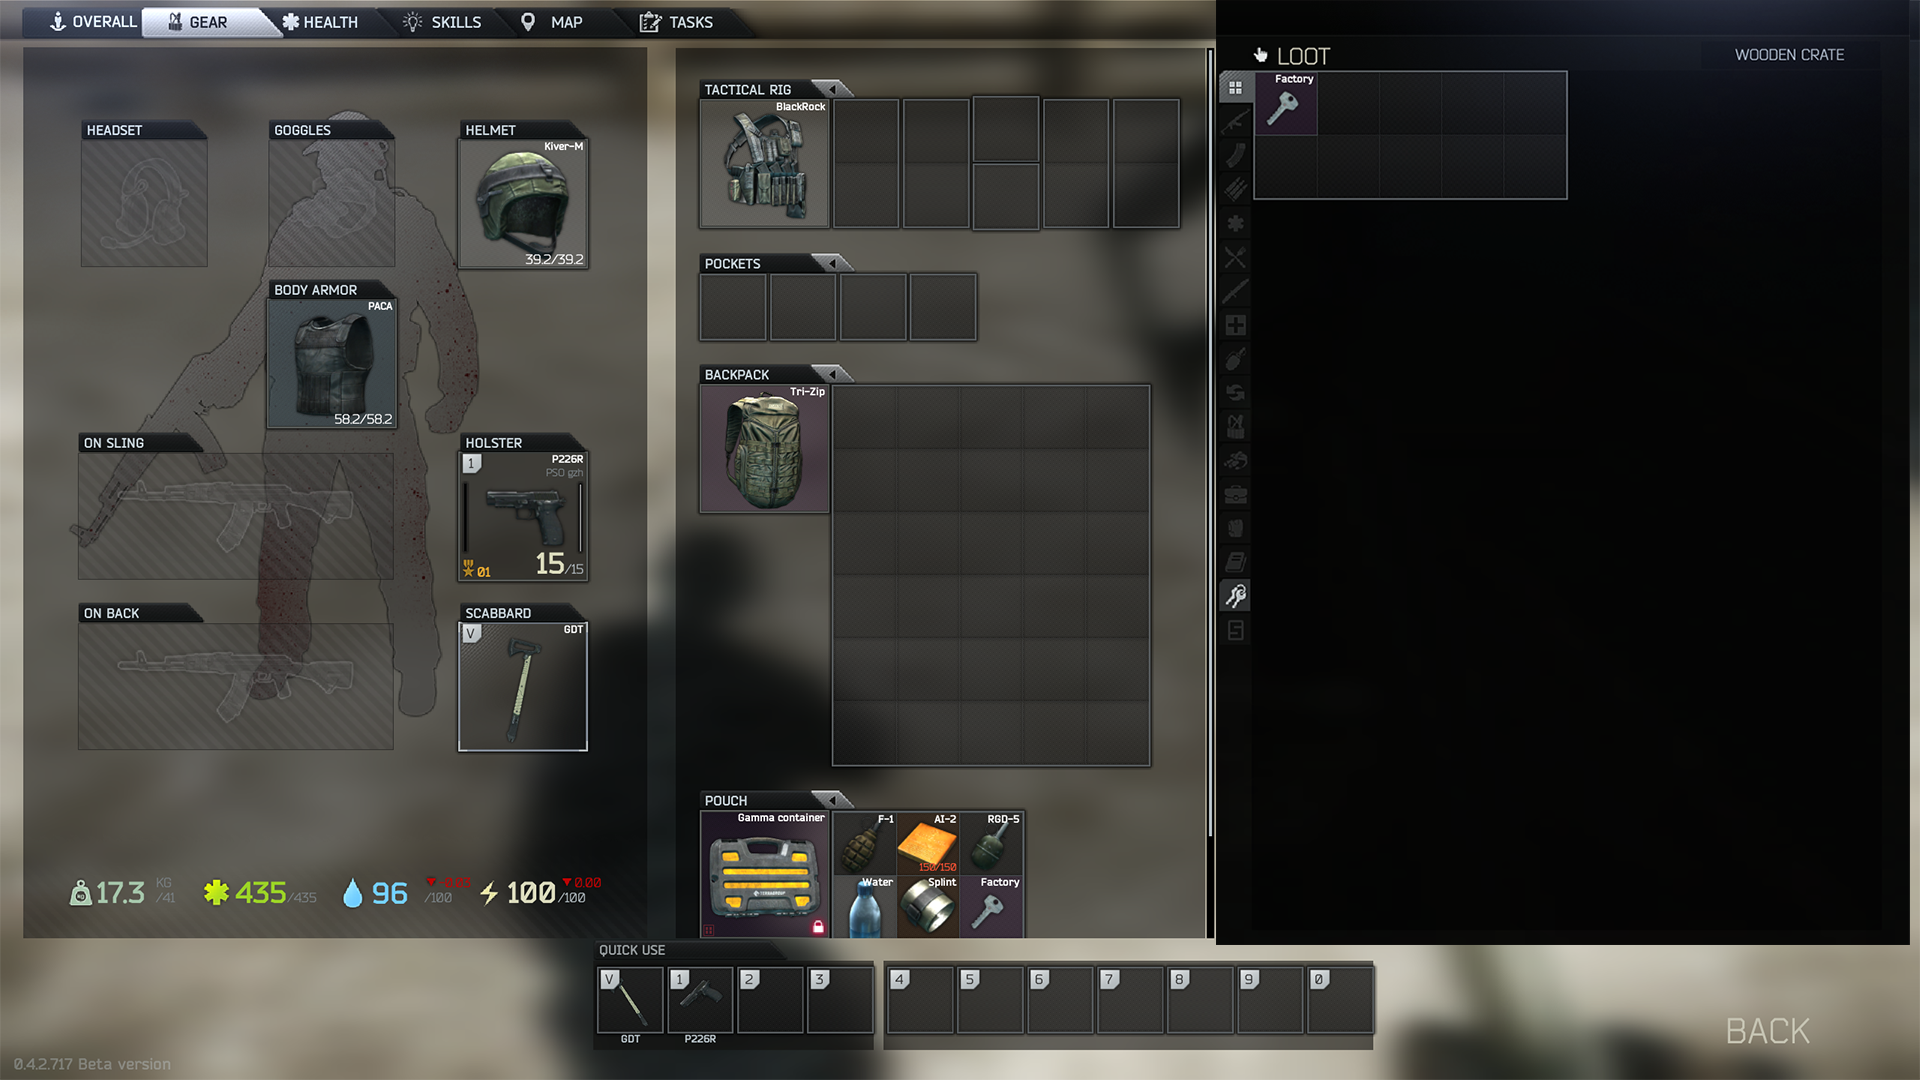 OVERALL
GEAR
HEALTH
SKILLS
MAP
TASKS
HEADSET
GOGGLES
HELMET
Kiver-M
39.2/39.2
BODY ARMOR
PACA
58.2/58.2
ON SLING
HOLSTER
1
P226R
PSO gzh
01
15/15
ON BACK
SCABBARD
V
GDT
17.3 KG /41
435/435
96 -0.05 /100
100 0.00 /100
TACTICAL RIG
BlackRock
POCKETS
BACKPACK
Tri-Zip
POUCH
Gamma container
F-1
AI-2
150/150
RGD-5
Water
Splint
Factory
LOOT
WOODEN CRATE
Factory
QUICK USE
V
1
2
3
4
5
6
7
8
9
0
GDT
P226R
BACK
0.4.2.717 Beta version